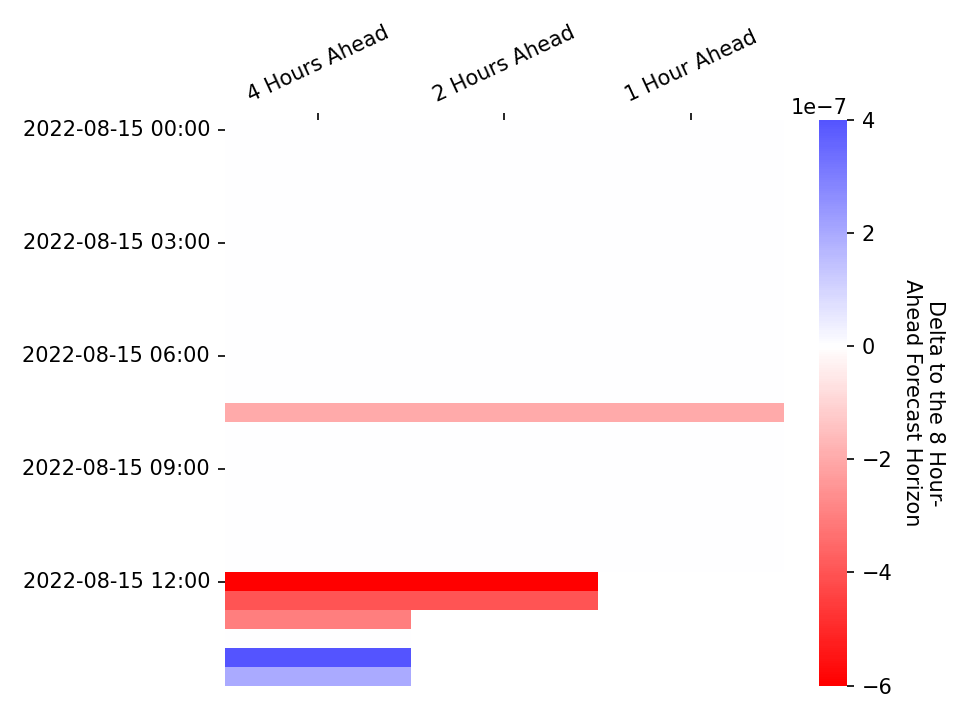 4 Hours Ahead
2 Hours Ahead
1 Hour Ahead
1e−7
2022-08-15 00:00
2022-08-15 03:00
2022-08-15 06:00
2022-08-15 09:00
2022-08-15 12:00
4
2
0
−2
−4
−6
Delta to the 8 Hour-
Ahead Forecast Horizon